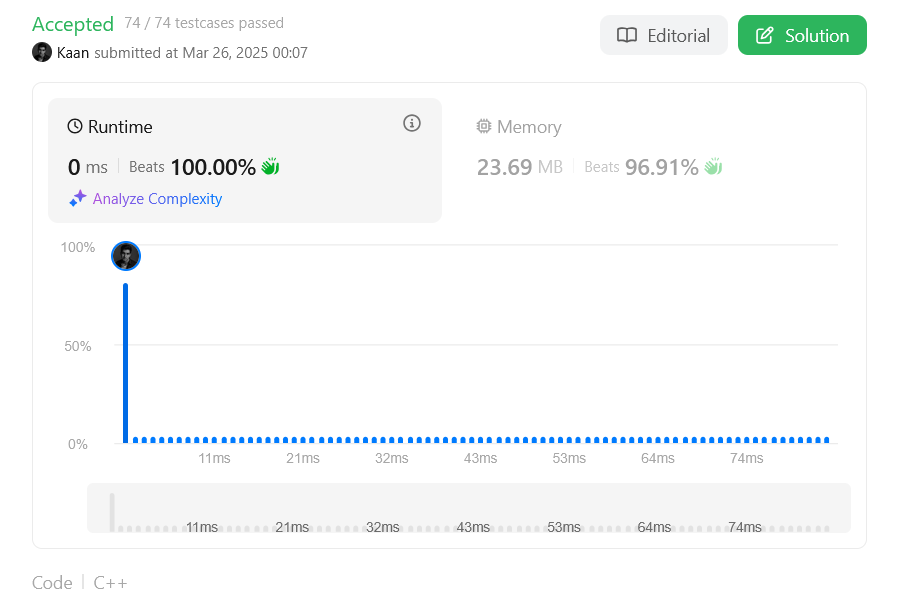 Accepted 74 / 74 testcases passed
Editorial
Solution
Kaan submitted at Mar 26, 2025 00:07
Runtime
0 ms | Beats 100.00%
Analyze Complexity
Memory
23.69 MB | Beats 96.91%
100%
50%
0%
11ms 21ms 32ms 43ms 53ms 64ms 74ms
11ms 21ms 32ms 43ms 53ms 64ms 74ms
Code | C++